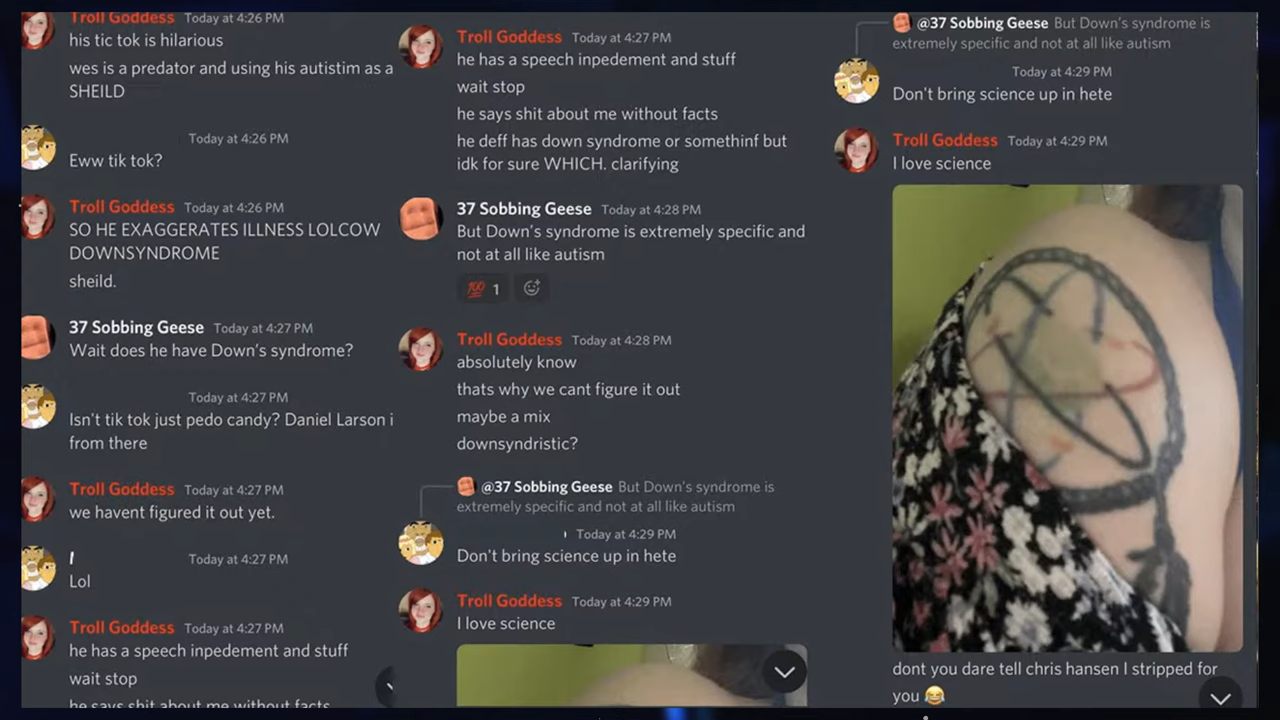 Troll Goddess Today at 4:26 PM
his tic tok is hilarious
wes is a predator and using his autistim as a
SHEILD
Today at 4:26 PM
Eww tik tok?
Troll Goddess Today at 4:26 PM
SO HE EXAGGERATES ILLNESS LOLCOW
DOWNSYNDROME
sheild.
37 Sobbing Geese Today at 4:27 PM
Wait does he have Down's syndrome?
Today at 4:27 PM
Isn't tik tok just pedo candy? Daniel Larson i
from there
Troll Goddess Today at 4:27 PM
we havent figured it out yet.
Today at 4:27 PM
Lol
Troll Goddess Today at 4:27 PM
he has a speech inpedement and stuff
wait stop
he says shit about me without facts
Troll Goddess Today at 4:27 PM
he has a speech inpedement and stuff
wait stop
he says shit about me without facts
he deff has down syndrome or somethinf but
idk for sure WHICH. clarifying
37 Sobbing Geese Today at 4:28 PM
But Down's syndrome is extremely specific and
not at all like autism
💯 1
Troll Goddess Today at 4:28 PM
absolutely know
thats why we cant figure it out
maybe a mix
downsyndristic?
@37 Sobbing Geese But Down's syndrome is
extremely specific and not at all like autism
Today at 4:29 PM
Don't bring science up in hete
Troll Goddess Today at 4:29 PM
I love science
@37 Sobbing Geese But Down's syndrome is
extremely specific and not at all like autism
Today at 4:29 PM
Don't bring science up in hete
Troll Goddess Today at 4:29 PM
I love science
dont you dare tell chris hansen I stripped for
you 😂